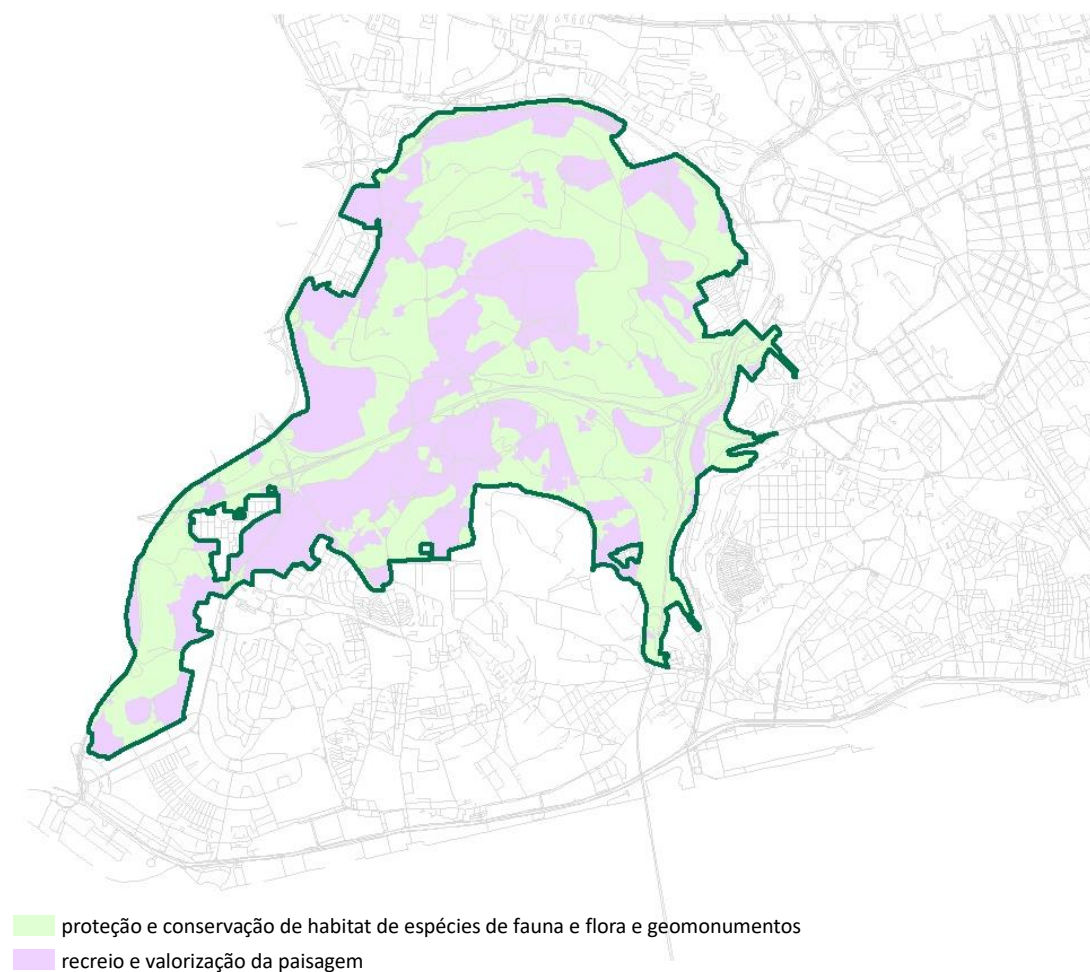 proteção e conservação de habitat de espécies de fauna e flora e geomonumentos
recreio e valorização da paisagem